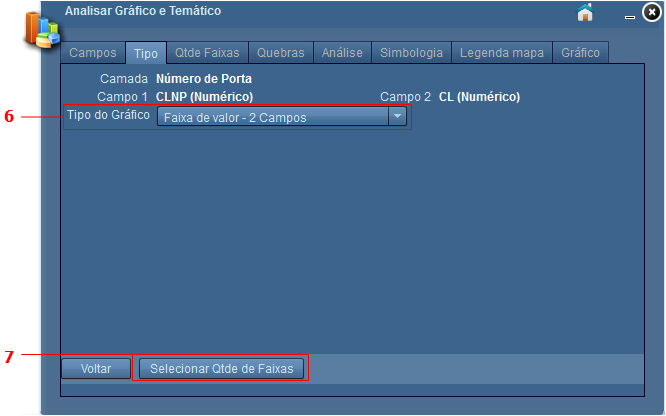 Analisar Gráfico e Temático
Campos Tipo Qtde Faixas Quebras Análise Simbologia Legenda mapa Gráfico
Camada Número de Porta
Campo 1 CLNP (Numérico) Campo 2 CL (Numérico)
6 Tipo do Gráfico Faixa de valor - 2 Campos
7 Voltar Selecionar Qtde de Faixas